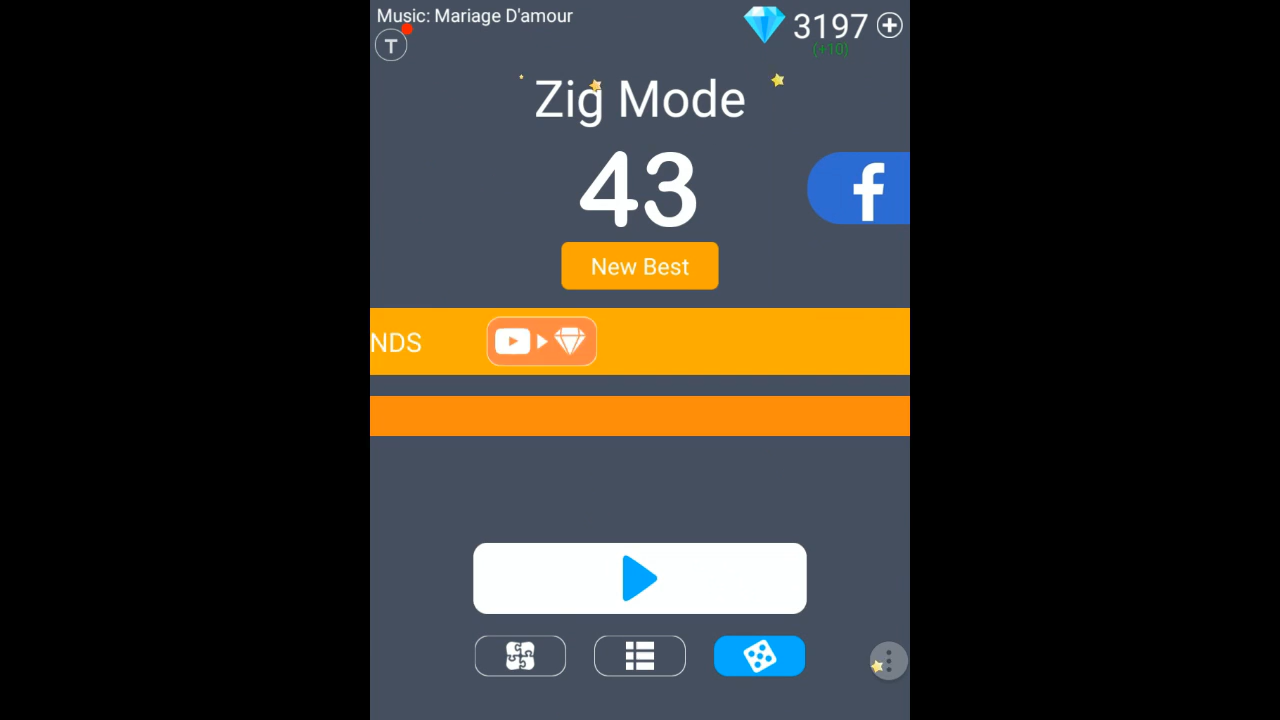 Music: Mariage D'amour
3197
T
(+10)
Zig Mode
43
f
New Best
NDS